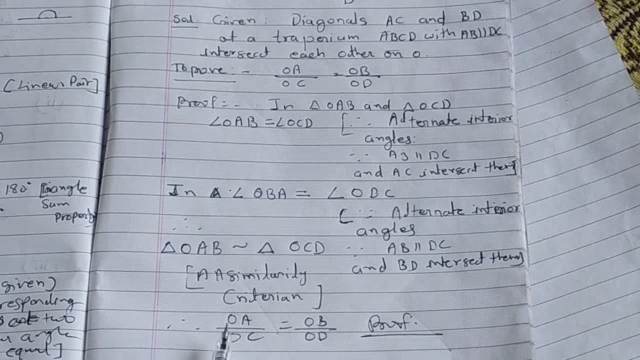 [Linear Pair]
180° [Triangle
Sum
Property
given)
responding
equal]
Sol Given: Diagonals AC and BD
of a trapenium ABCD with AB||DC
intersect each other on O.
To prove :- OA/OC = OB/OD
Proof :- In △OAB and △OCD
∠OAB = ∠OCD [∵ Alternate interior
angles:
∵ AB || DC
and AC intersect them]
In ∠OBA = ∠ODC
[∵ Alternate interior
angles
∴
△OAB ~ △OCD ∵ AB || DC
and BD intersect them]
[AA similarity
Criterian]
∴ OA/OC = OB/OD Proof.